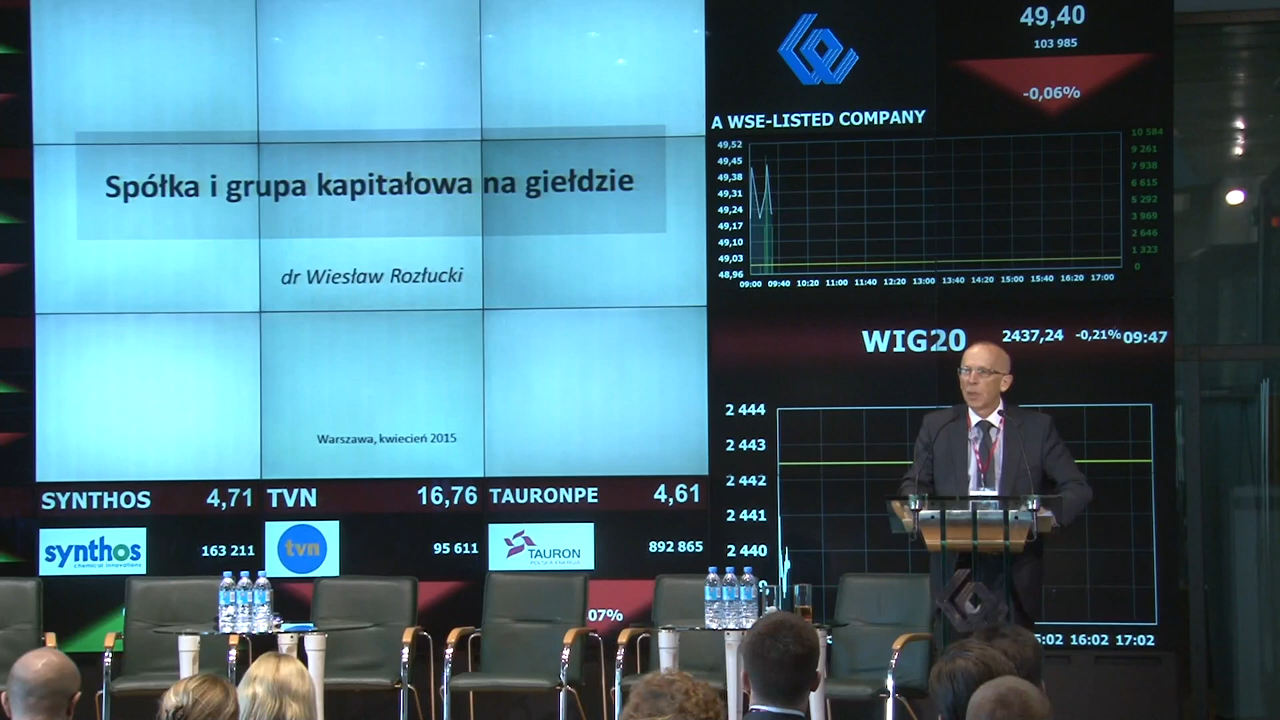 Spółka i grupa kapitałowa na giełdzie
dr Wiesław Rozłucki
Warszawa, kwiecień 2015
SYNTHOS 4,71
synthos
chemical innovations
163 211
TVN 16,76
tvn
95 611
TAURONPE 4,61
TAURON
POLSKA ENERGIA
892 865
07%
49,40
103 985
-0,06%
A WSE-LISTED COMPANY
49,52
49,45
49,38
49,31
49,24
49,17
49,10
49,03
48,96
10 584
9 261
7 938
6 615
5 292
3 969
2 646
1 323
0
09:00 09:40 10:20 11:00 11:40 12:20 13:00 13:40 14:20 15:00 15:40 16:20 17:00
WIG20 2437,24 -0,21% 09:47
2 444
2 443
2 442
2 441
2 440
5:02 16:02 17:02